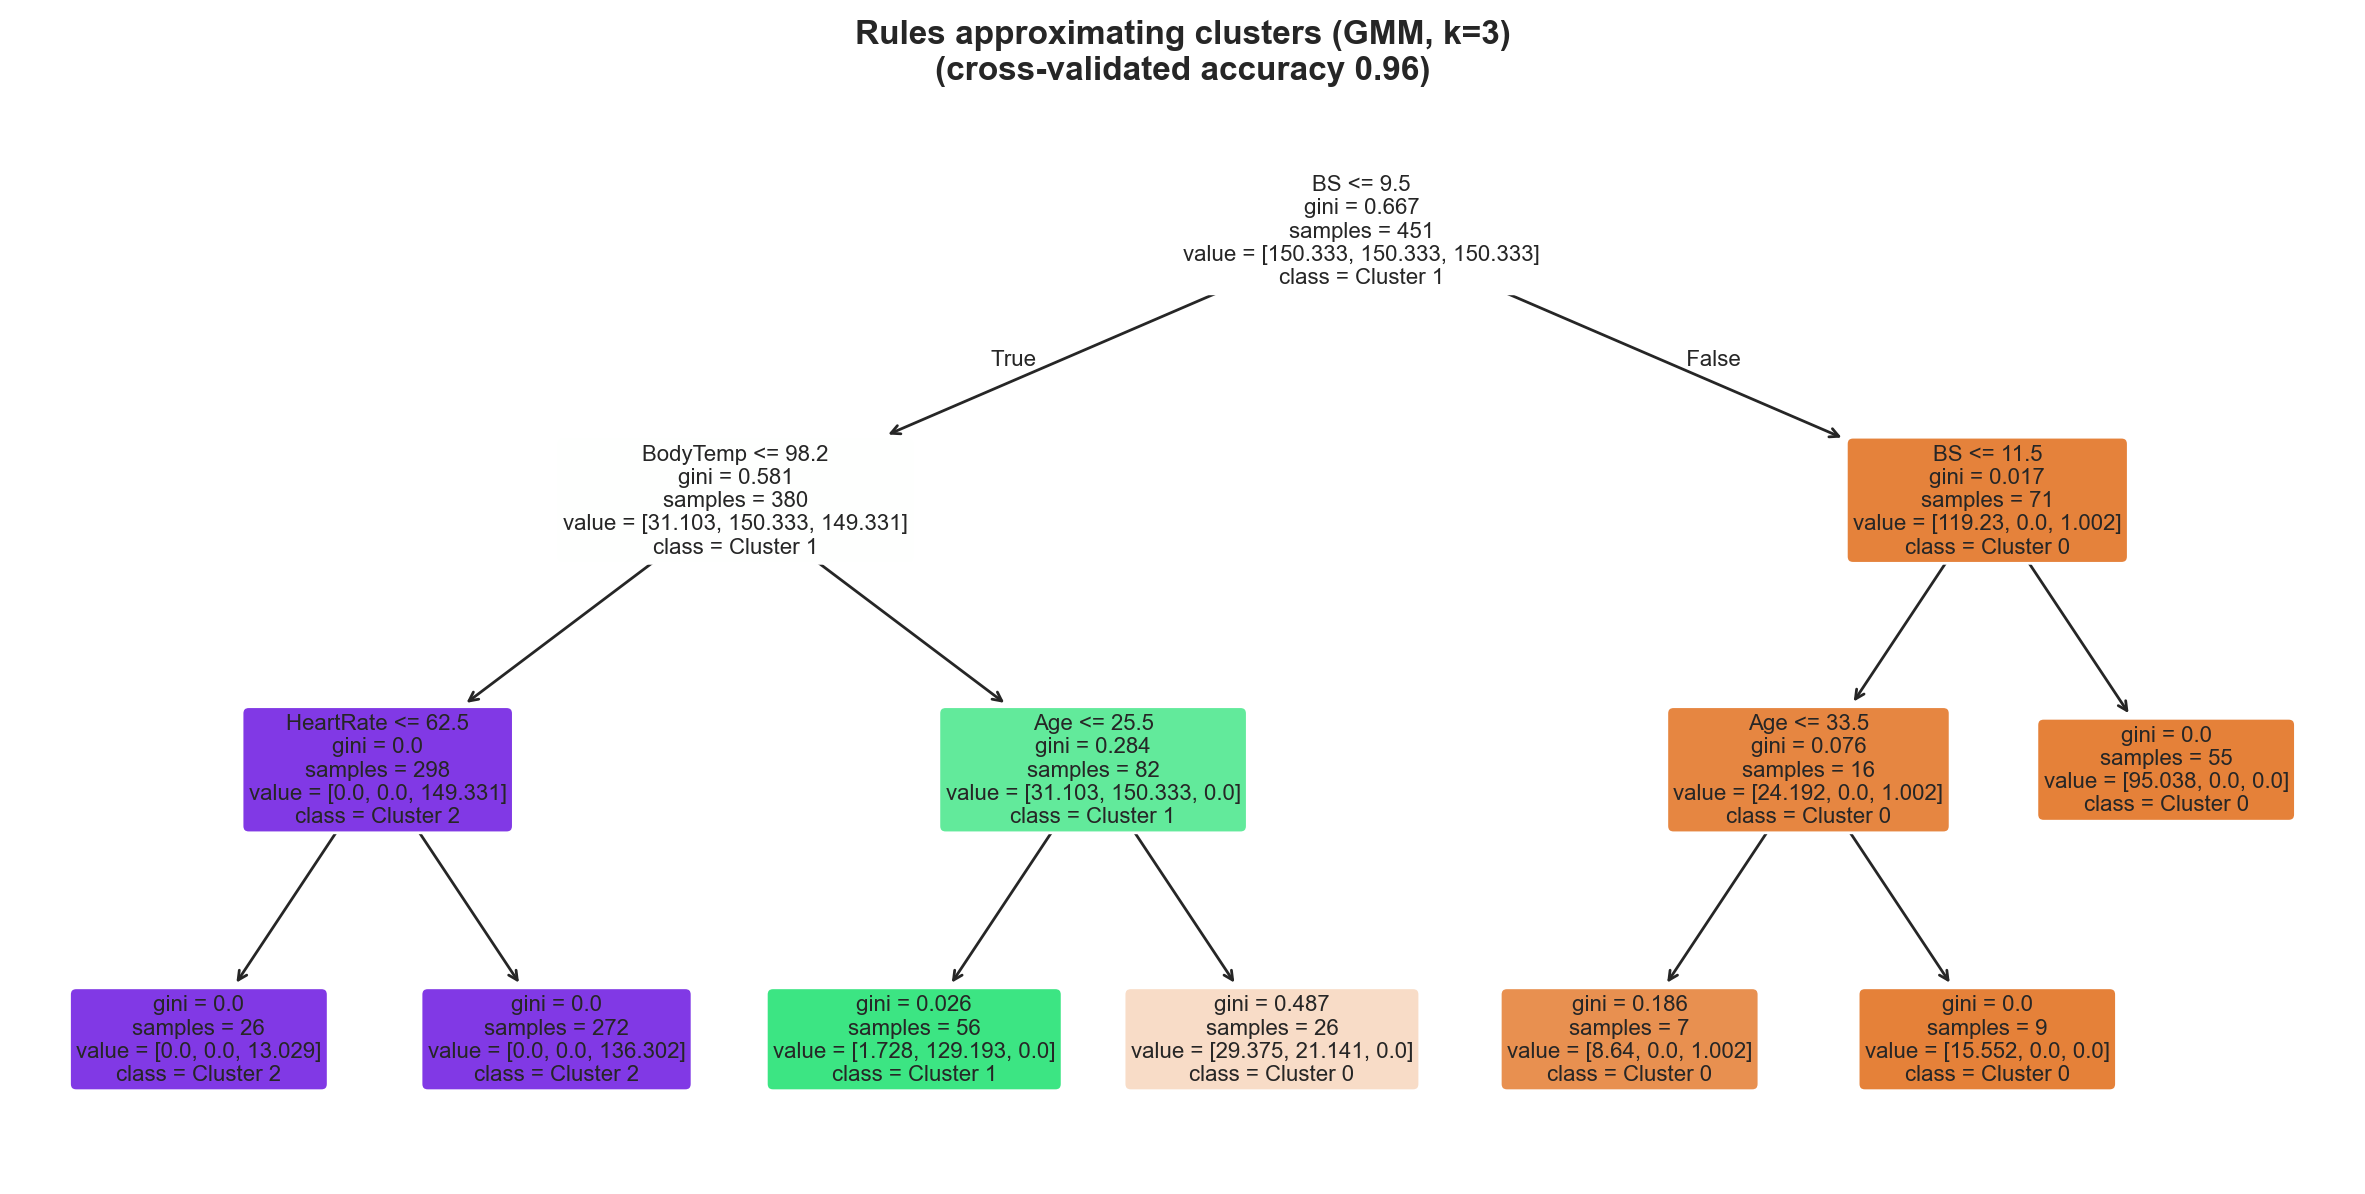 Rules approximating clusters (GMM, k=3)
(cross-validated accuracy 0.96)
BS <= 9.5
gini = 0.667
samples = 451
value = [150.333, 150.333, 150.333]
class = Cluster 1
True
False
BodyTemp <= 98.2
gini = 0.581
samples = 380
value = [31.103, 150.333, 149.331]
class = Cluster 1
BS <= 11.5
gini = 0.017
samples = 71
value = [119.23, 0.0, 1.002]
class = Cluster 0
HeartRate <= 62.5
gini = 0.0
samples = 298
value = [0.0, 0.0, 149.331]
class = Cluster 2
Age <= 25.5
gini = 0.284
samples = 82
value = [31.103, 150.333, 0.0]
class = Cluster 1
Age <= 33.5
gini = 0.076
samples = 16
value = [24.192, 0.0, 1.002]
class = Cluster 0
gini = 0.0
samples = 55
value = [95.038, 0.0, 0.0]
class = Cluster 0
gini = 0.0
samples = 26
value = [0.0, 0.0, 13.029]
class = Cluster 2
gini = 0.0
samples = 272
value = [0.0, 0.0, 136.302]
class = Cluster 2
gini = 0.026
samples = 56
value = [1.728, 129.193, 0.0]
class = Cluster 1
gini = 0.487
samples = 26
value = [29.375, 21.141, 0.0]
class = Cluster 0
gini = 0.186
samples = 7
value = [8.64, 0.0, 1.002]
class = Cluster 0
gini = 0.0
samples = 9
value = [15.552, 0.0, 0.0]
class = Cluster 0